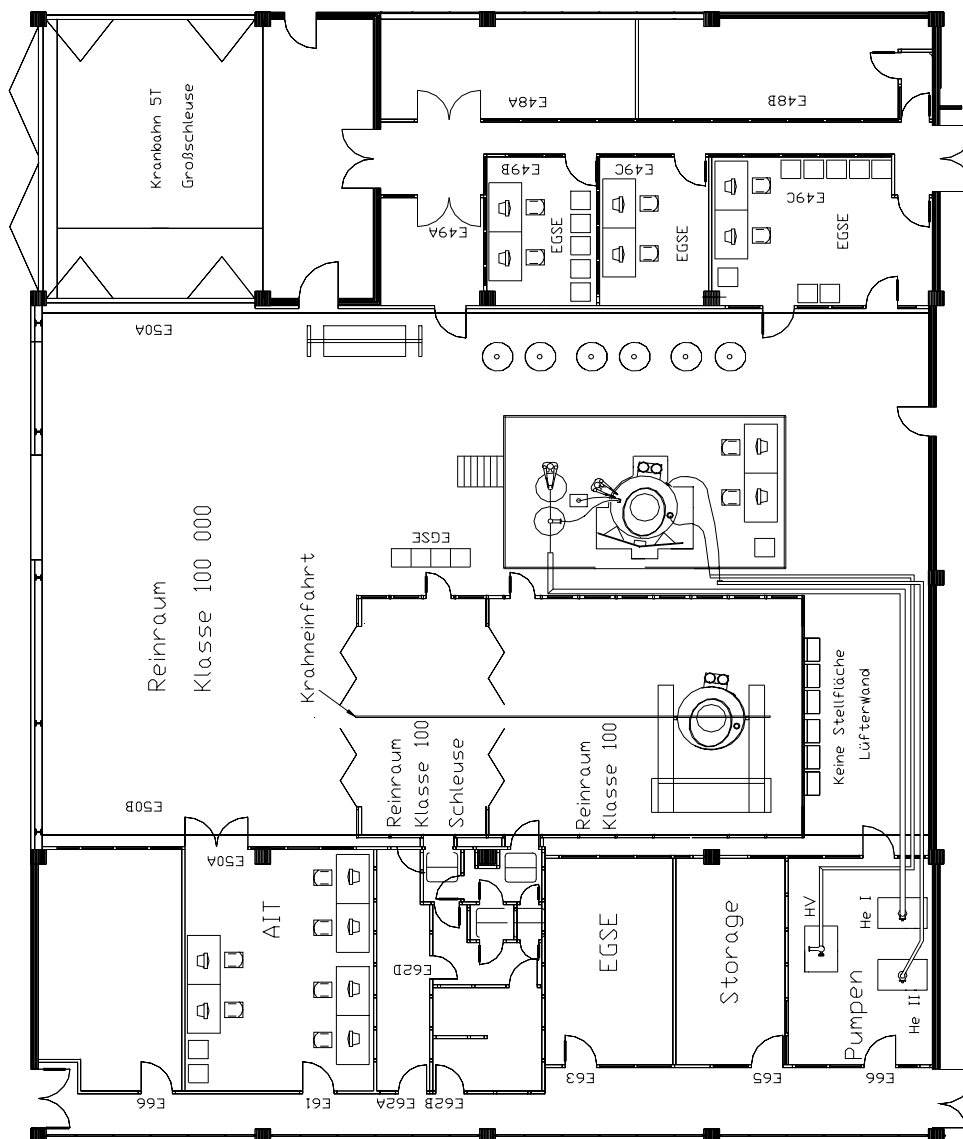 Kranbahn 5T
Großschleuse
E48A
E48B
E49B
E49C
E49C
E49A
EGSE
EGSE
EGSE
E50A
Reinraum
Klasse 100 000
EGSE
Krahneinfahrt
Reinraum
Klasse 100
Schleuse
Reinraum
Klasse 100
Keine Stellfläche
Lüfterwand
E50B
E50A
AIT
E62D
EGSE
Storage
Pumpen
HV
He I
He II
E66
E61
E62A
E62B
E63
E65
E66